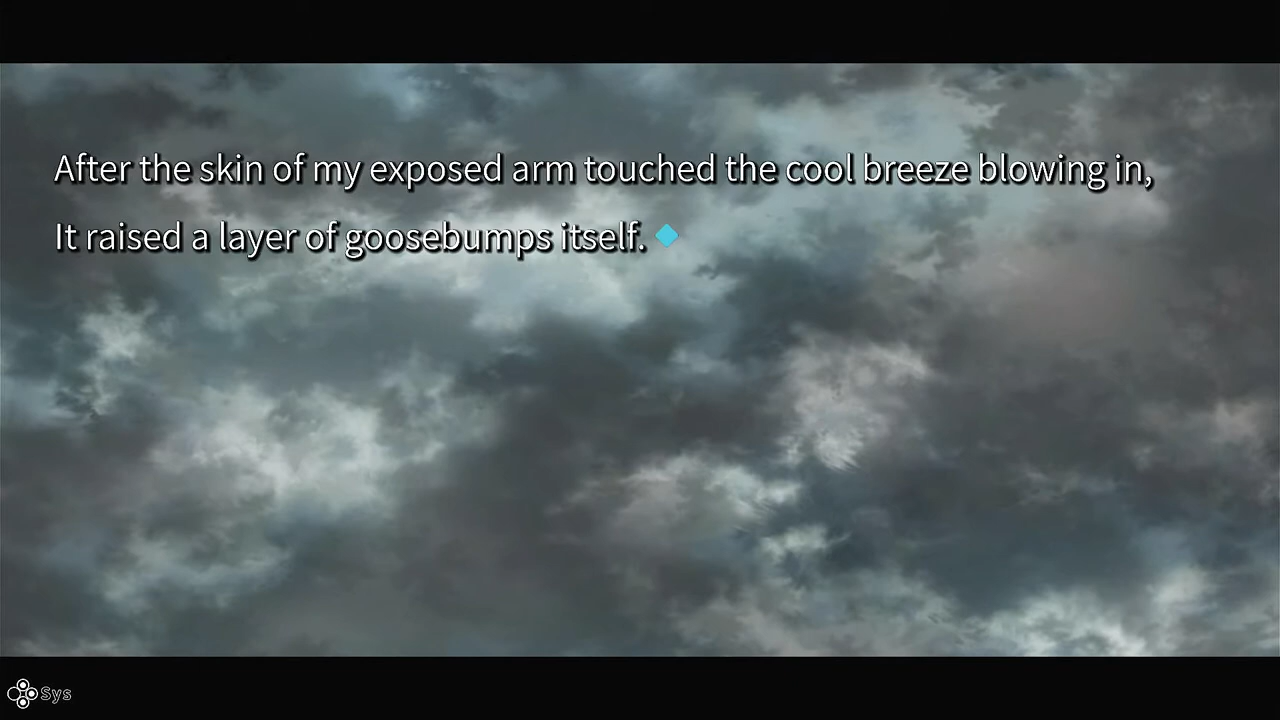 After the skin of my exposed arm touched the cool breeze blowing in,
It raised a layer of goosebumps itself.
Sys